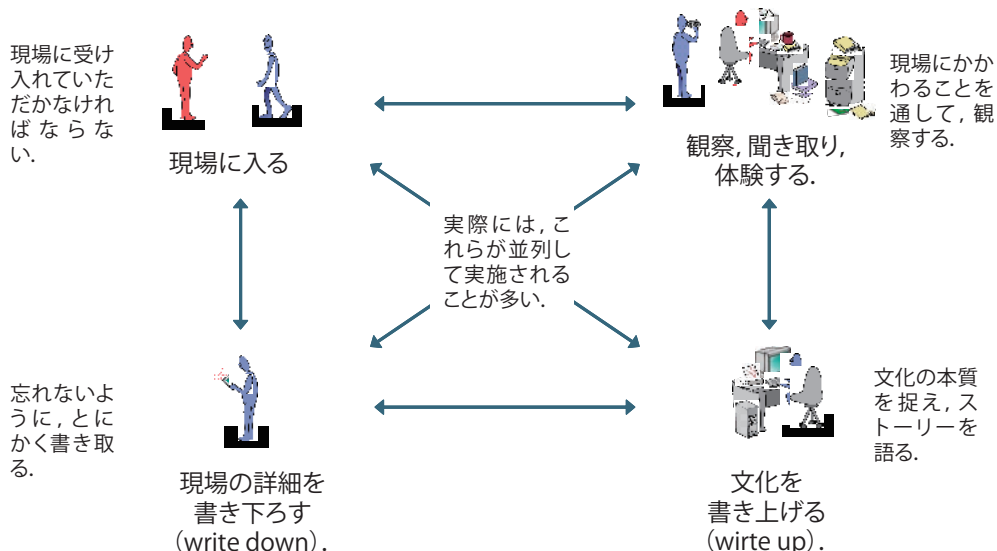 現場に受け
入れていた
だかなけれ
ばならな
い.
現場に入る
観察, 聞き取り,
体験する.
現場にかか
わることを
通して, 観
察する.
実際には, こ
れらが並列し
て実施される
ことが多い.
忘れないよ
うに, とに
かく書き取
る.
現場の詳細を
書き下ろす
(write down).
文化を
書き上げる
(wirte up).
文化の本質
を捉え, ス
トーリーを
語る.